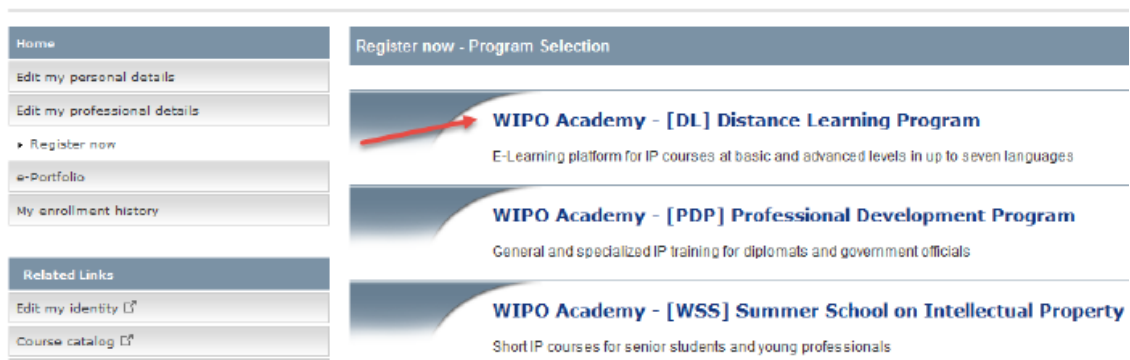 Home
Edit my personal details
Edit my professional details
Register now
e-Portfolio
My enrollment history
Related Links
Edit my identity
Course catalog
Register now - Program Selection
WIPO Academy - [DL] Distance Learning Program
E-Learning platform for IP courses at basic and advanced levels in up to seven languages
WIPO Academy - [PDP] Professional Development Program
General and specialized IP training for diplomats and government officials
WIPO Academy - [WSS] Summer School on Intellectual Property
Short IP courses for senior students and young professionals